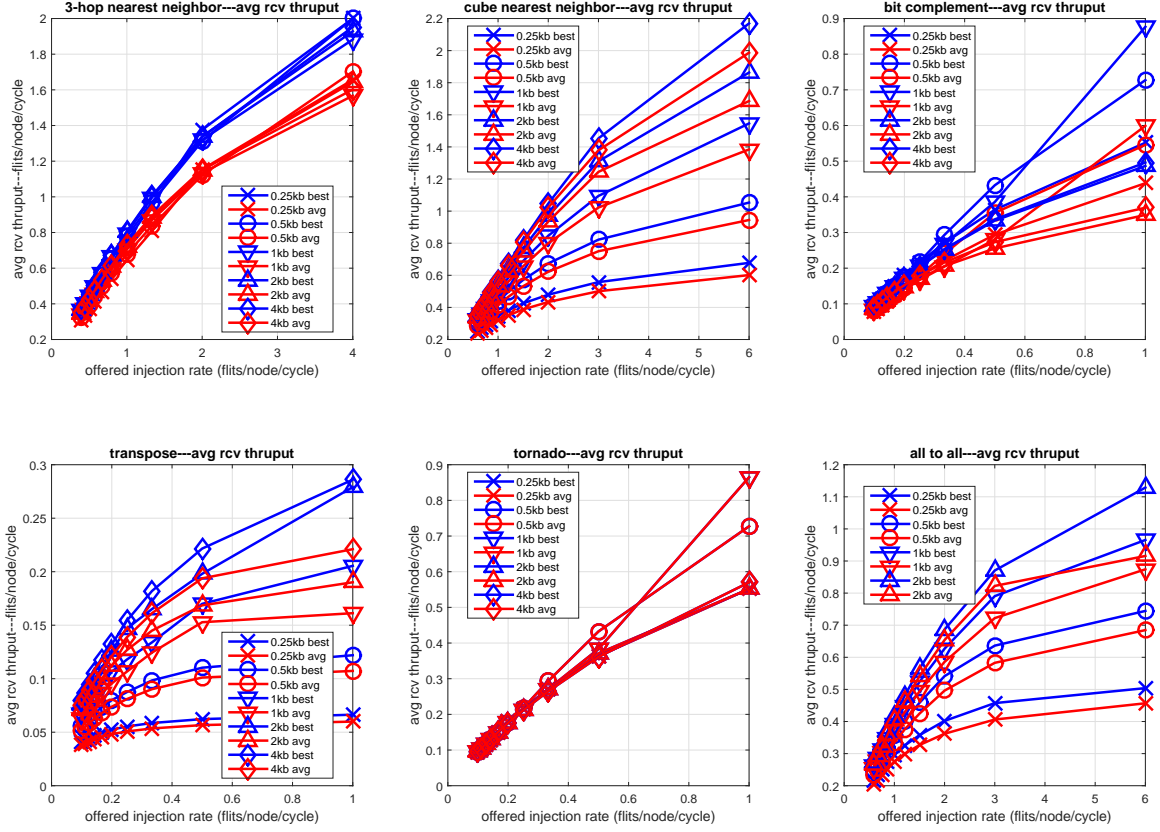 3-hop nearest neighbor---avg rcv thruput
avg rcv thruput---flits/node/cycle
2
1.8
1.6
1.4
1.2
1
0.8
0.6
0.4
0.2
0 1 2 3 4
offered injection rate (flits/node/cycle)
0.25kb best
0.25kb avg
0.5kb best
0.5kb avg
1kb best
1kb avg
2kb best
2kb avg
4kb best
4kb avg
cube nearest neighbor---avg rcv thruput
avg rcv thruput---flits/node/cycle
2.2
2
1.8
1.6
1.4
1.2
1
0.8
0.6
0.4
0.2
0 1 2 3 4 5 6
offered injection rate (flits/node/cycle)
0.25kb best
0.25kb avg
0.5kb best
0.5kb avg
1kb best
1kb avg
2kb best
2kb avg
4kb best
4kb avg
bit complement---avg rcv thruput
avg rcv thruput---flits/node/cycle
0.9
0.8
0.7
0.6
0.5
0.4
0.3
0.2
0.1
0
0 0.2 0.4 0.6 0.8 1
offered injection rate (flits/node/cycle)
0.25kb best
0.25kb avg
0.5kb best
0.5kb avg
1kb best
1kb avg
2kb best
2kb avg
4kb best
4kb avg
transpose---avg rcv thruput
avg rcv thruput---flits/node/cycle
0.3
0.25
0.2
0.15
0.1
0.05
0
0 0.2 0.4 0.6 0.8 1
offered injection rate (flits/node/cycle)
0.25kb best
0.25kb avg
0.5kb best
0.5kb avg
1kb best
1kb avg
2kb best
2kb avg
4kb best
4kb avg
tornado---avg rcv thruput
avg rcv thruput---flits/node/cycle
0.9
0.8
0.7
0.6
0.5
0.4
0.3
0.2
0.1
0
0 0.2 0.4 0.6 0.8 1
offered injection rate (flits/node/cycle)
0.25kb best
0.25kb avg
0.5kb best
0.5kb avg
1kb best
1kb avg
2kb best
2kb avg
4kb best
4kb avg
all to all---avg rcv thruput
avg rcv thruput---flits/node/cycle
1.2
1.1
1
0.9
0.8
0.7
0.6
0.5
0.4
0.3
0.2
0 1 2 3 4 5 6
offered injection rate (flits/node/cycle)
0.25kb best
0.25kb avg
0.5kb best
0.5kb avg
1kb best
1kb avg
2kb best
2kb avg